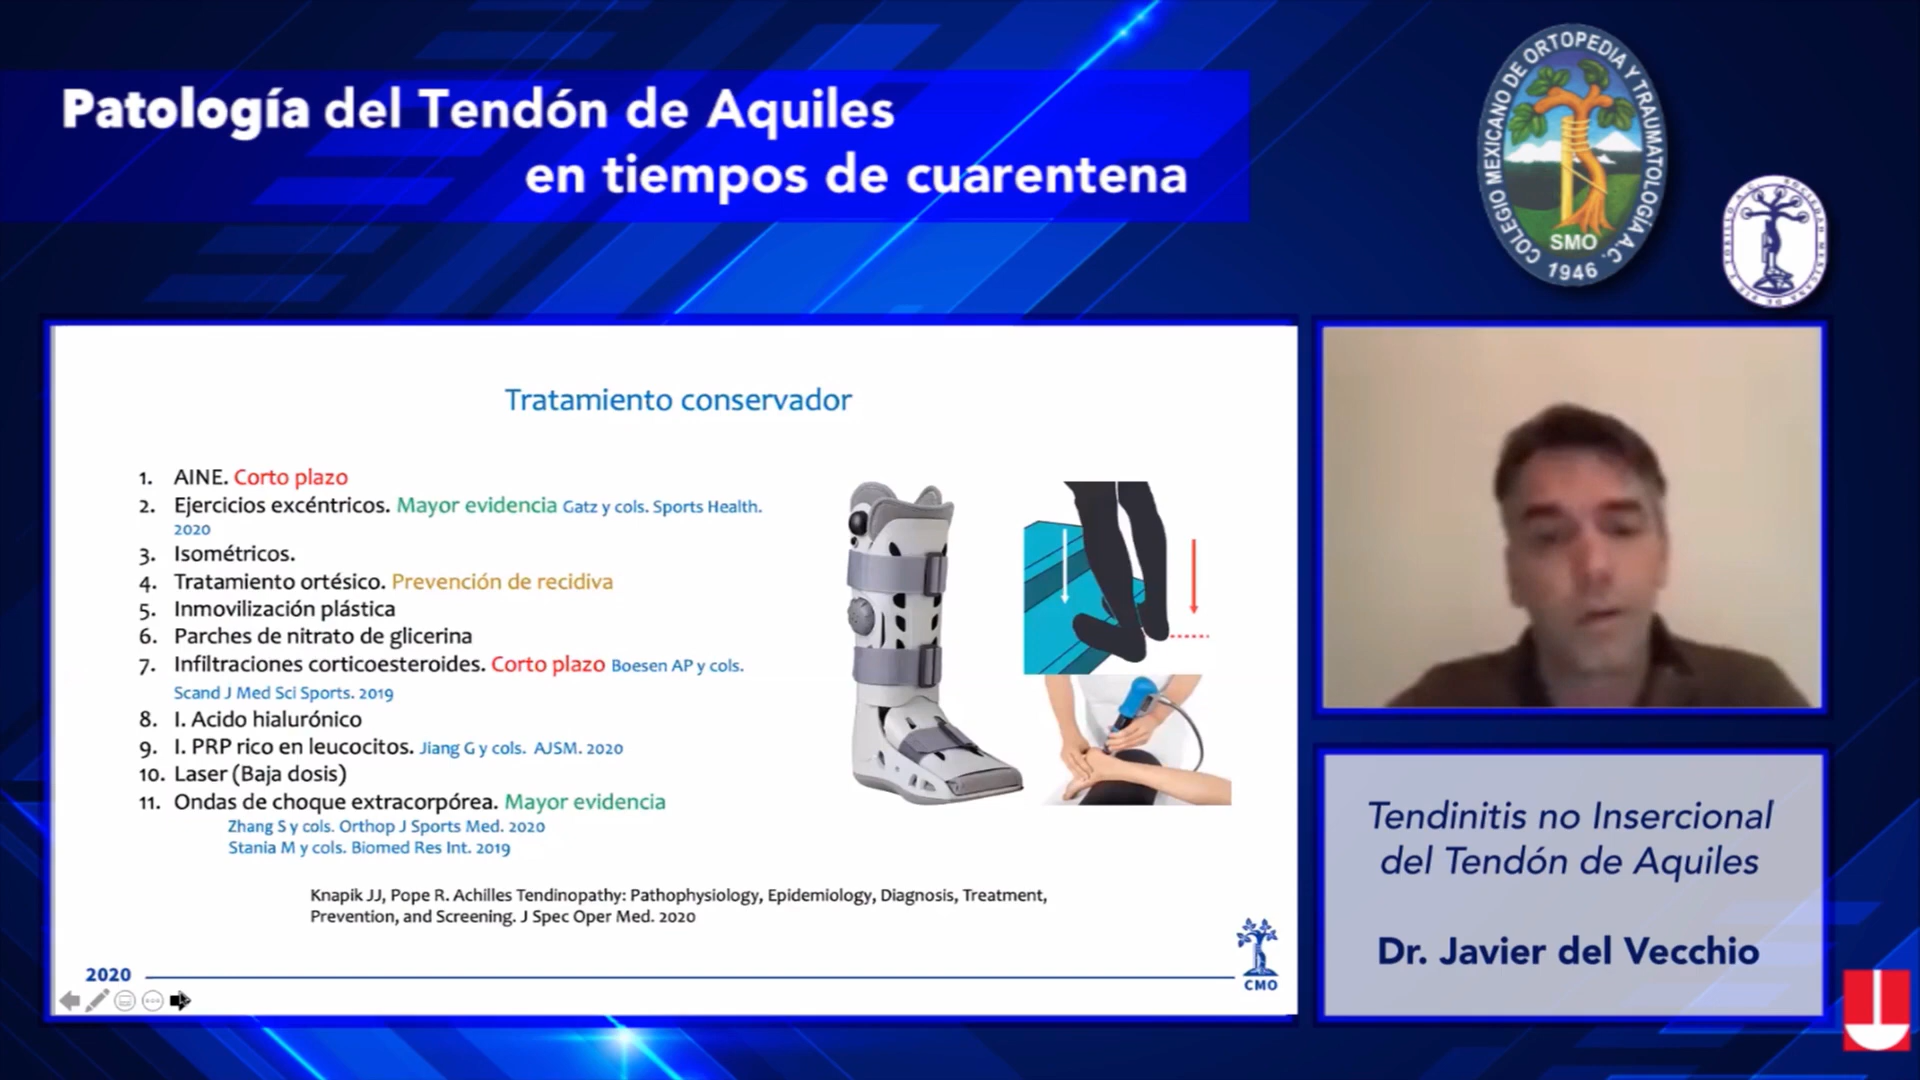 Patología del Tendón de Aquiles
en tiempos de cuarentena
COLEGIO MEXICANO DE ORTOPEDIA Y TRAUMATOLOGÍA A.C.
SMO
1946
Tratamiento conservador
1. AINE. Corto plazo
2. Ejercicios excéntricos. Mayor evidencia Gatz y cols. Sports Health.
2020
3. Isométricos.
4. Tratamiento ortésico. Prevención de recidiva
5. Inmovilización plástica
6. Parches de nitrato de glicerina
7. Infiltraciones corticoesteroides. Corto plazo Boesen AP y cols.
Scand J Med Sci Sports. 2019
8. I. Acido hialurónico
9. I. PRP rico en leucocitos. Jiang G y cols. AJSM. 2020
10. Laser (Baja dosis)
11. Ondas de choque extracorpórea. Mayor evidencia
Zhang S y cols. Orthop J Sports Med. 2020
Stania M y cols. Biomed Res Int. 2019
Knapik JJ, Pope R. Achilles Tendinopathy: Pathophysiology, Epidemiology, Diagnosis, Treatment,
Prevention, and Screening. J Spec Oper Med. 2020
2020
CMO
Tendinitis no Insercional
del Tendón de Aquiles
Dr. Javier del Vecchio